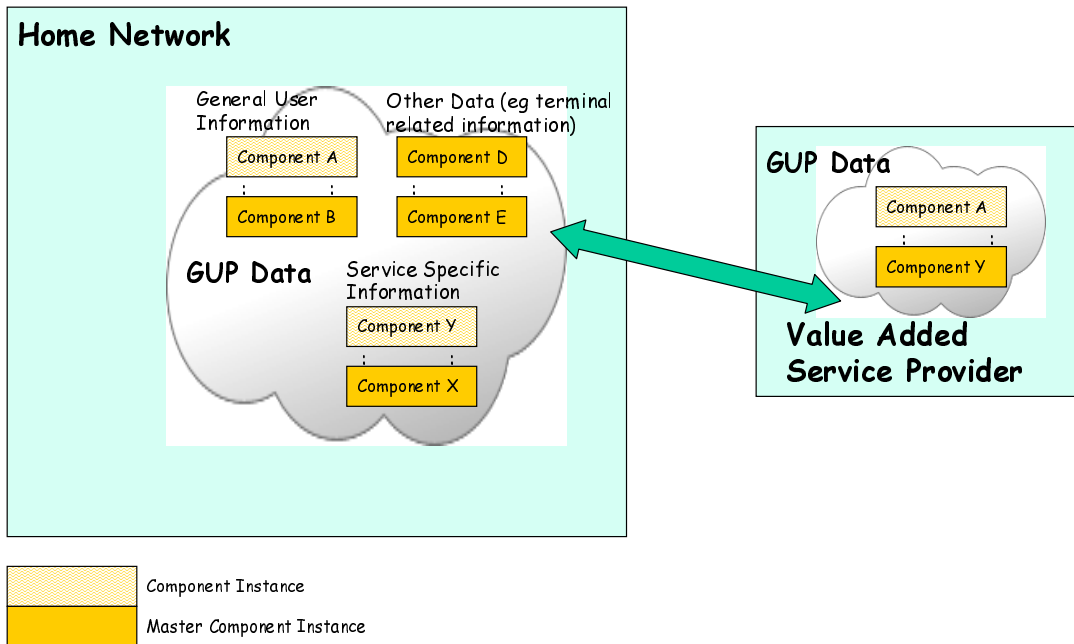 Home Network
General User
Information
Component A
Component B
Other Data (eg terminal
related information)
Component D
Component E
GUP Data
Service Specific
Information
Component Y
Component X
GUP Data
Component A
Component Y
Value Added
Service Provider
Component Instance
Master Component Instance